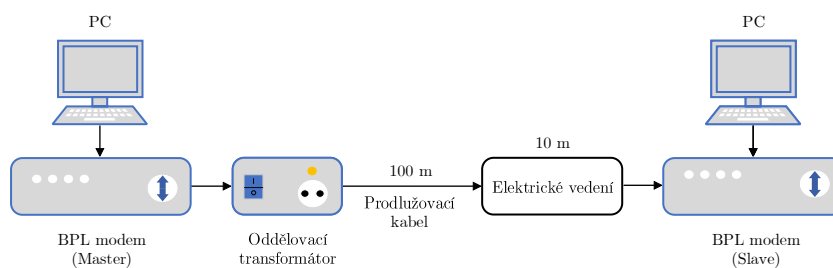 PC
PC
100 m
10 m
Prodlužovací
kabel
Elektrické vedení
I
O
BPL modem
(Master)
Oddělovací
transformátor
BPL modem
(Slave)